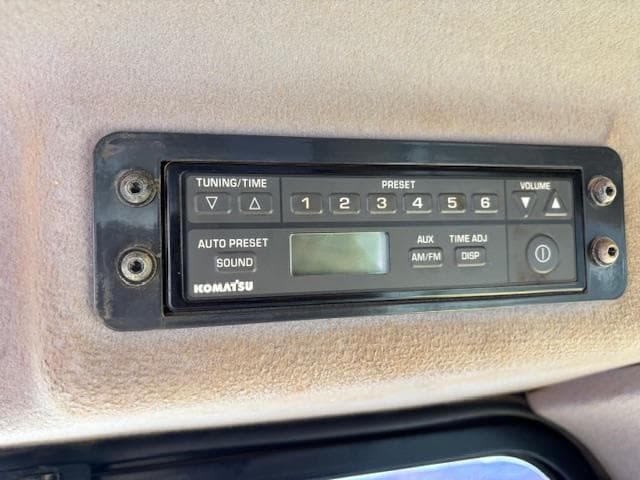 TUNING/TIME PRESET VOLUME
1 2 3 4 5 6
AUTO PRESET AUX TIME ADJ
SOUND AM/FM DISP
KOMATSU